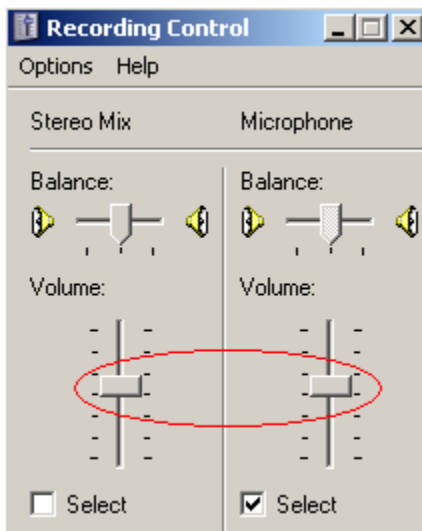 Recording Control
Options Help
Stereo Mix Microphone
Balance: Balance:
Volume: Volume:
Select Select